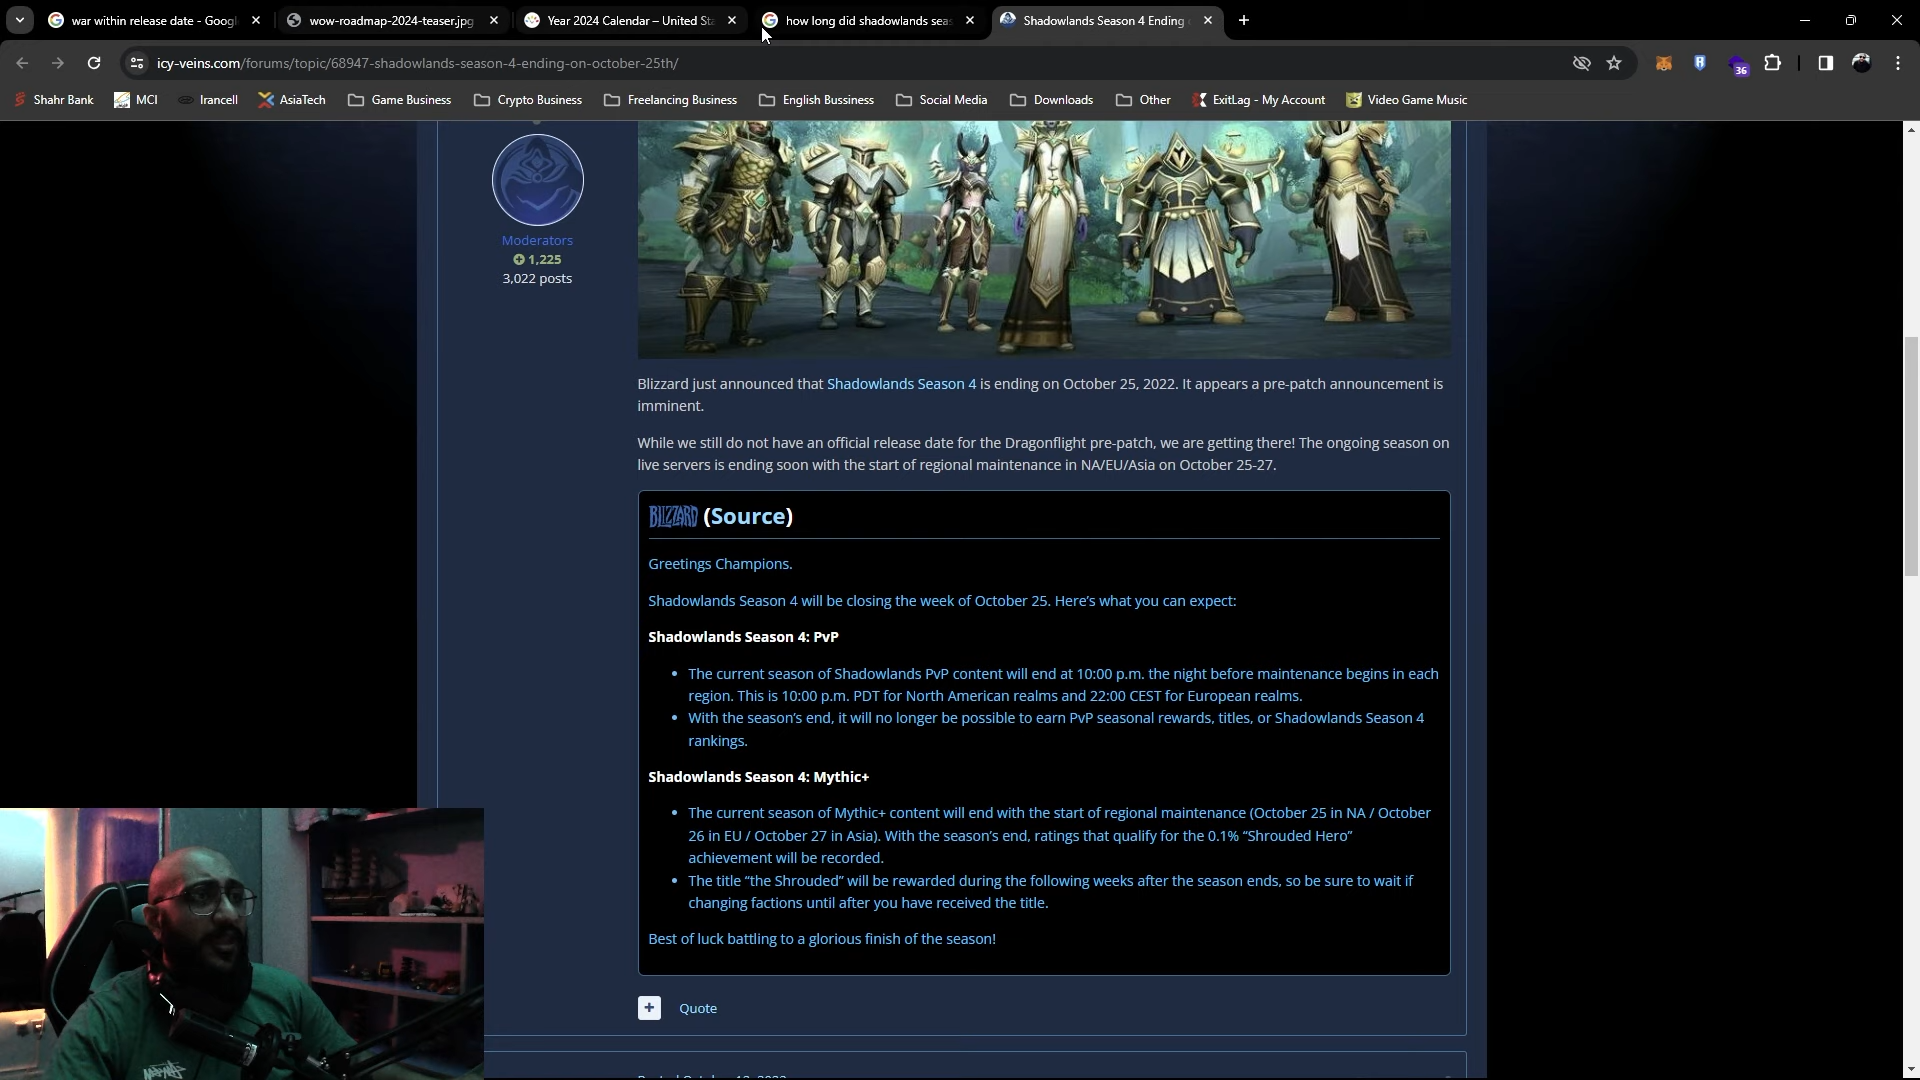 war within release date - Googl
wow-roadmap-2024-teaser.jpg
Year 2024 Calendar – United Sta
how long did shadowlands seas
Shadowlands Season 4 Ending
icy-veins.com/forums/topic/68947-shadowlands-season-4-ending-on-october-25th/
36
Shahr Bank
MCI
Irancell
AsiaTech
Game Business
Crypto Business
Freelancing Business
English Bussiness
Social Media
Downloads
Other
ExitLag - My Account
Video Game Music
Moderators
1,225
3,022 posts
Blizzard just announced that Shadowlands Season 4 is ending on October 25, 2022. It appears a pre-patch announcement is
imminent.
While we still do not have an official release date for the Dragonflight pre-patch, we are getting there! The ongoing season on
live servers is ending soon with the start of regional maintenance in NA/EU/Asia on October 25-27.
BLIZZARD (Source)
Greetings Champions.
Shadowlands Season 4 will be closing the week of October 25. Here’s what you can expect:
Shadowlands Season 4: PvP
• The current season of Shadowlands PvP content will end at 10:00 p.m. the night before maintenance begins in each
region. This is 10:00 p.m. PDT for North American realms and 22:00 CEST for European realms.
• With the season’s end, it will no longer be possible to earn PvP seasonal rewards, titles, or Shadowlands Season 4
rankings.
Shadowlands Season 4: Mythic+
• The current season of Mythic+ content will end with the start of regional maintenance (October 25 in NA / October
26 in EU / October 27 in Asia). With the season’s end, ratings that qualify for the 0.1% “Shrouded Hero”
achievement will be recorded.
• The title “the Shrouded” will be rewarded during the following weeks after the season ends, so be sure to wait if
changing factions until after you have received the title.
Best of luck battling to a glorious finish of the season!
+ Quote